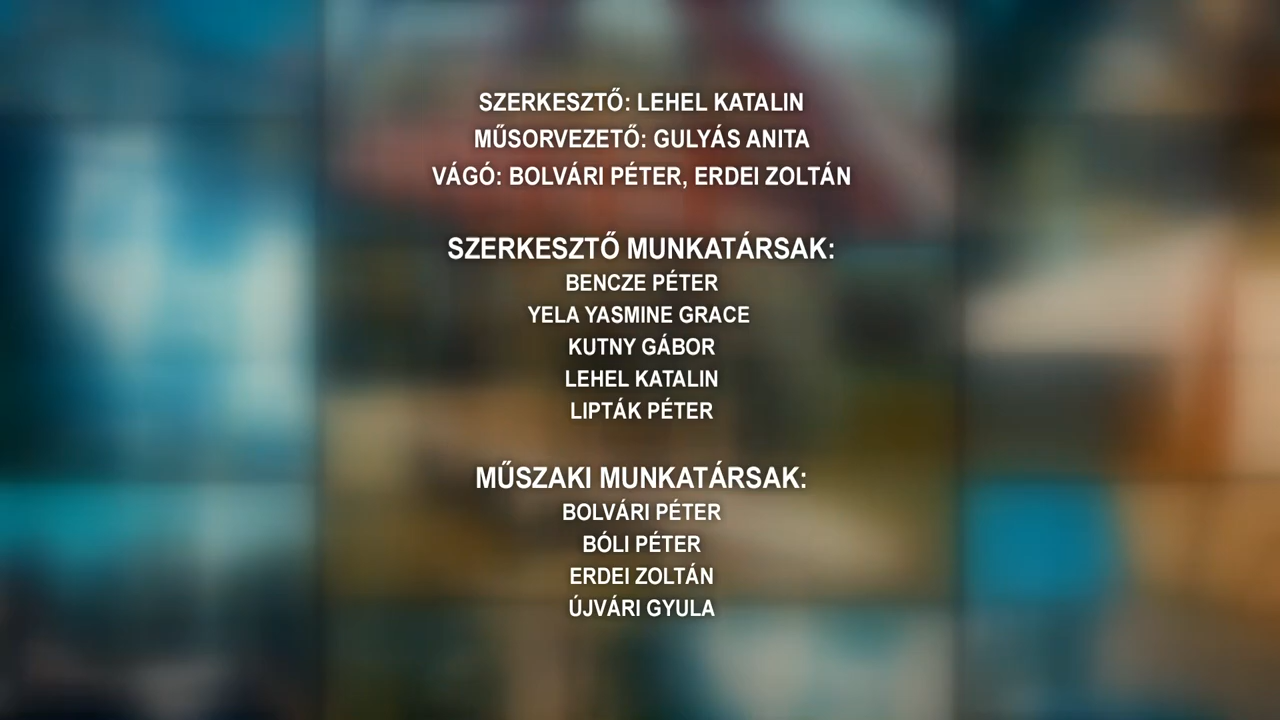 SZERKESZTŐ: LEHEL KATALIN
MŰSORVEZETŐ: GULYÁS ANITA
VÁGÓ: BOLVÁRI PÉTER, ERDEI ZOLTÁN
SZERKESZTŐ MUNKATÁRSAK:
BENCZE PÉTER
YELA YASMINE GRACE
KUTNY GÁBOR
LEHEL KATALIN
LIPTÁK PÉTER
MŰSZAKI MUNKATÁRSAK:
BOLVÁRI PÉTER
BÓLI PÉTER
ERDEI ZOLTÁN
ÚJVÁRI GYULA